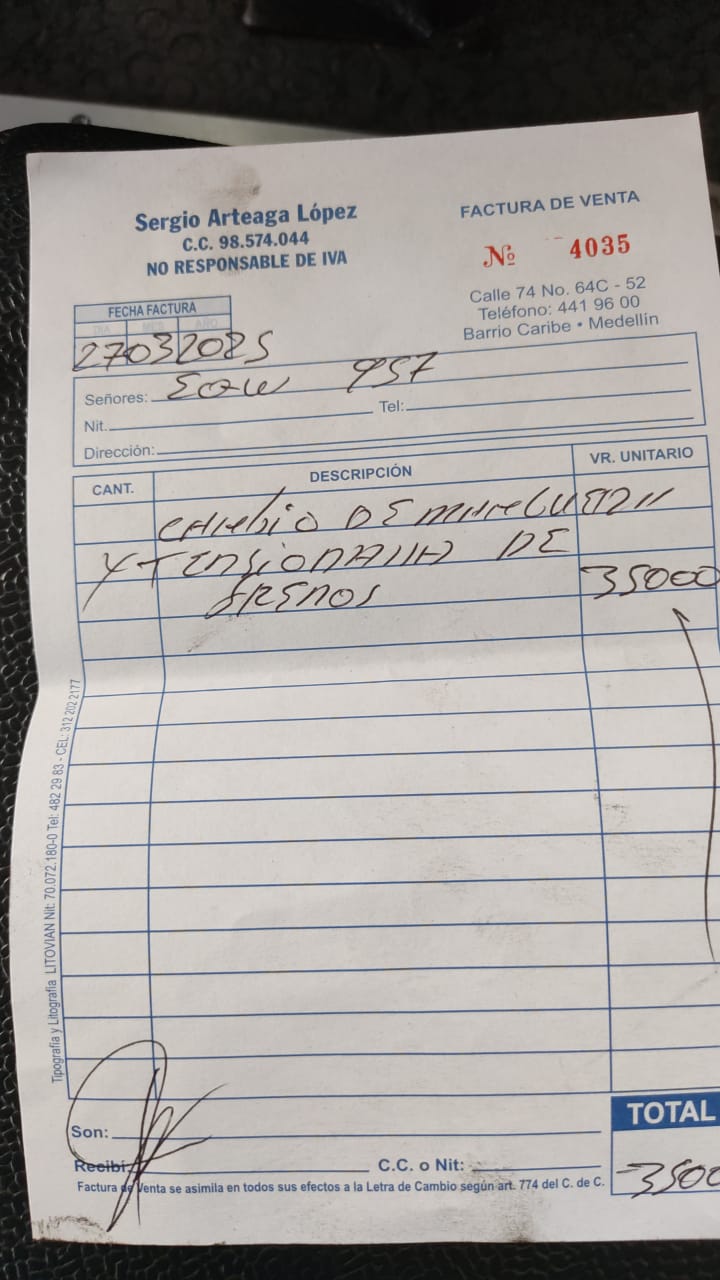 Sergio Arteaga López
C.C. 98.574.044
NO RESPONSABLE DE IVA
FACTURA DE VENTA
Nº 4035
Calle 74 No. 64C - 52
Teléfono: 441 96 00
Barrio Caribe • Medellín
FECHA FACTURA
DIA MES AÑO
27032025
Señores: 957
Nit. Tel:
Dirección:
CANT. DESCRIPCIÓN VR. UNITARIO
CAMBIO DE
Y TENSIONADA DE
FRENOS 35000
Tipografía y Litografía LITOVIAN Nit: 70.072.180-0 Tel: 482 29 83 - CEL: 312 202 2177
Son:
TOTAL
Recibí: C.C. o Nit:
3500
Factura de Venta se asimila en todos sus efectos a la Letra de Cambio según art. 774 del C. de C.